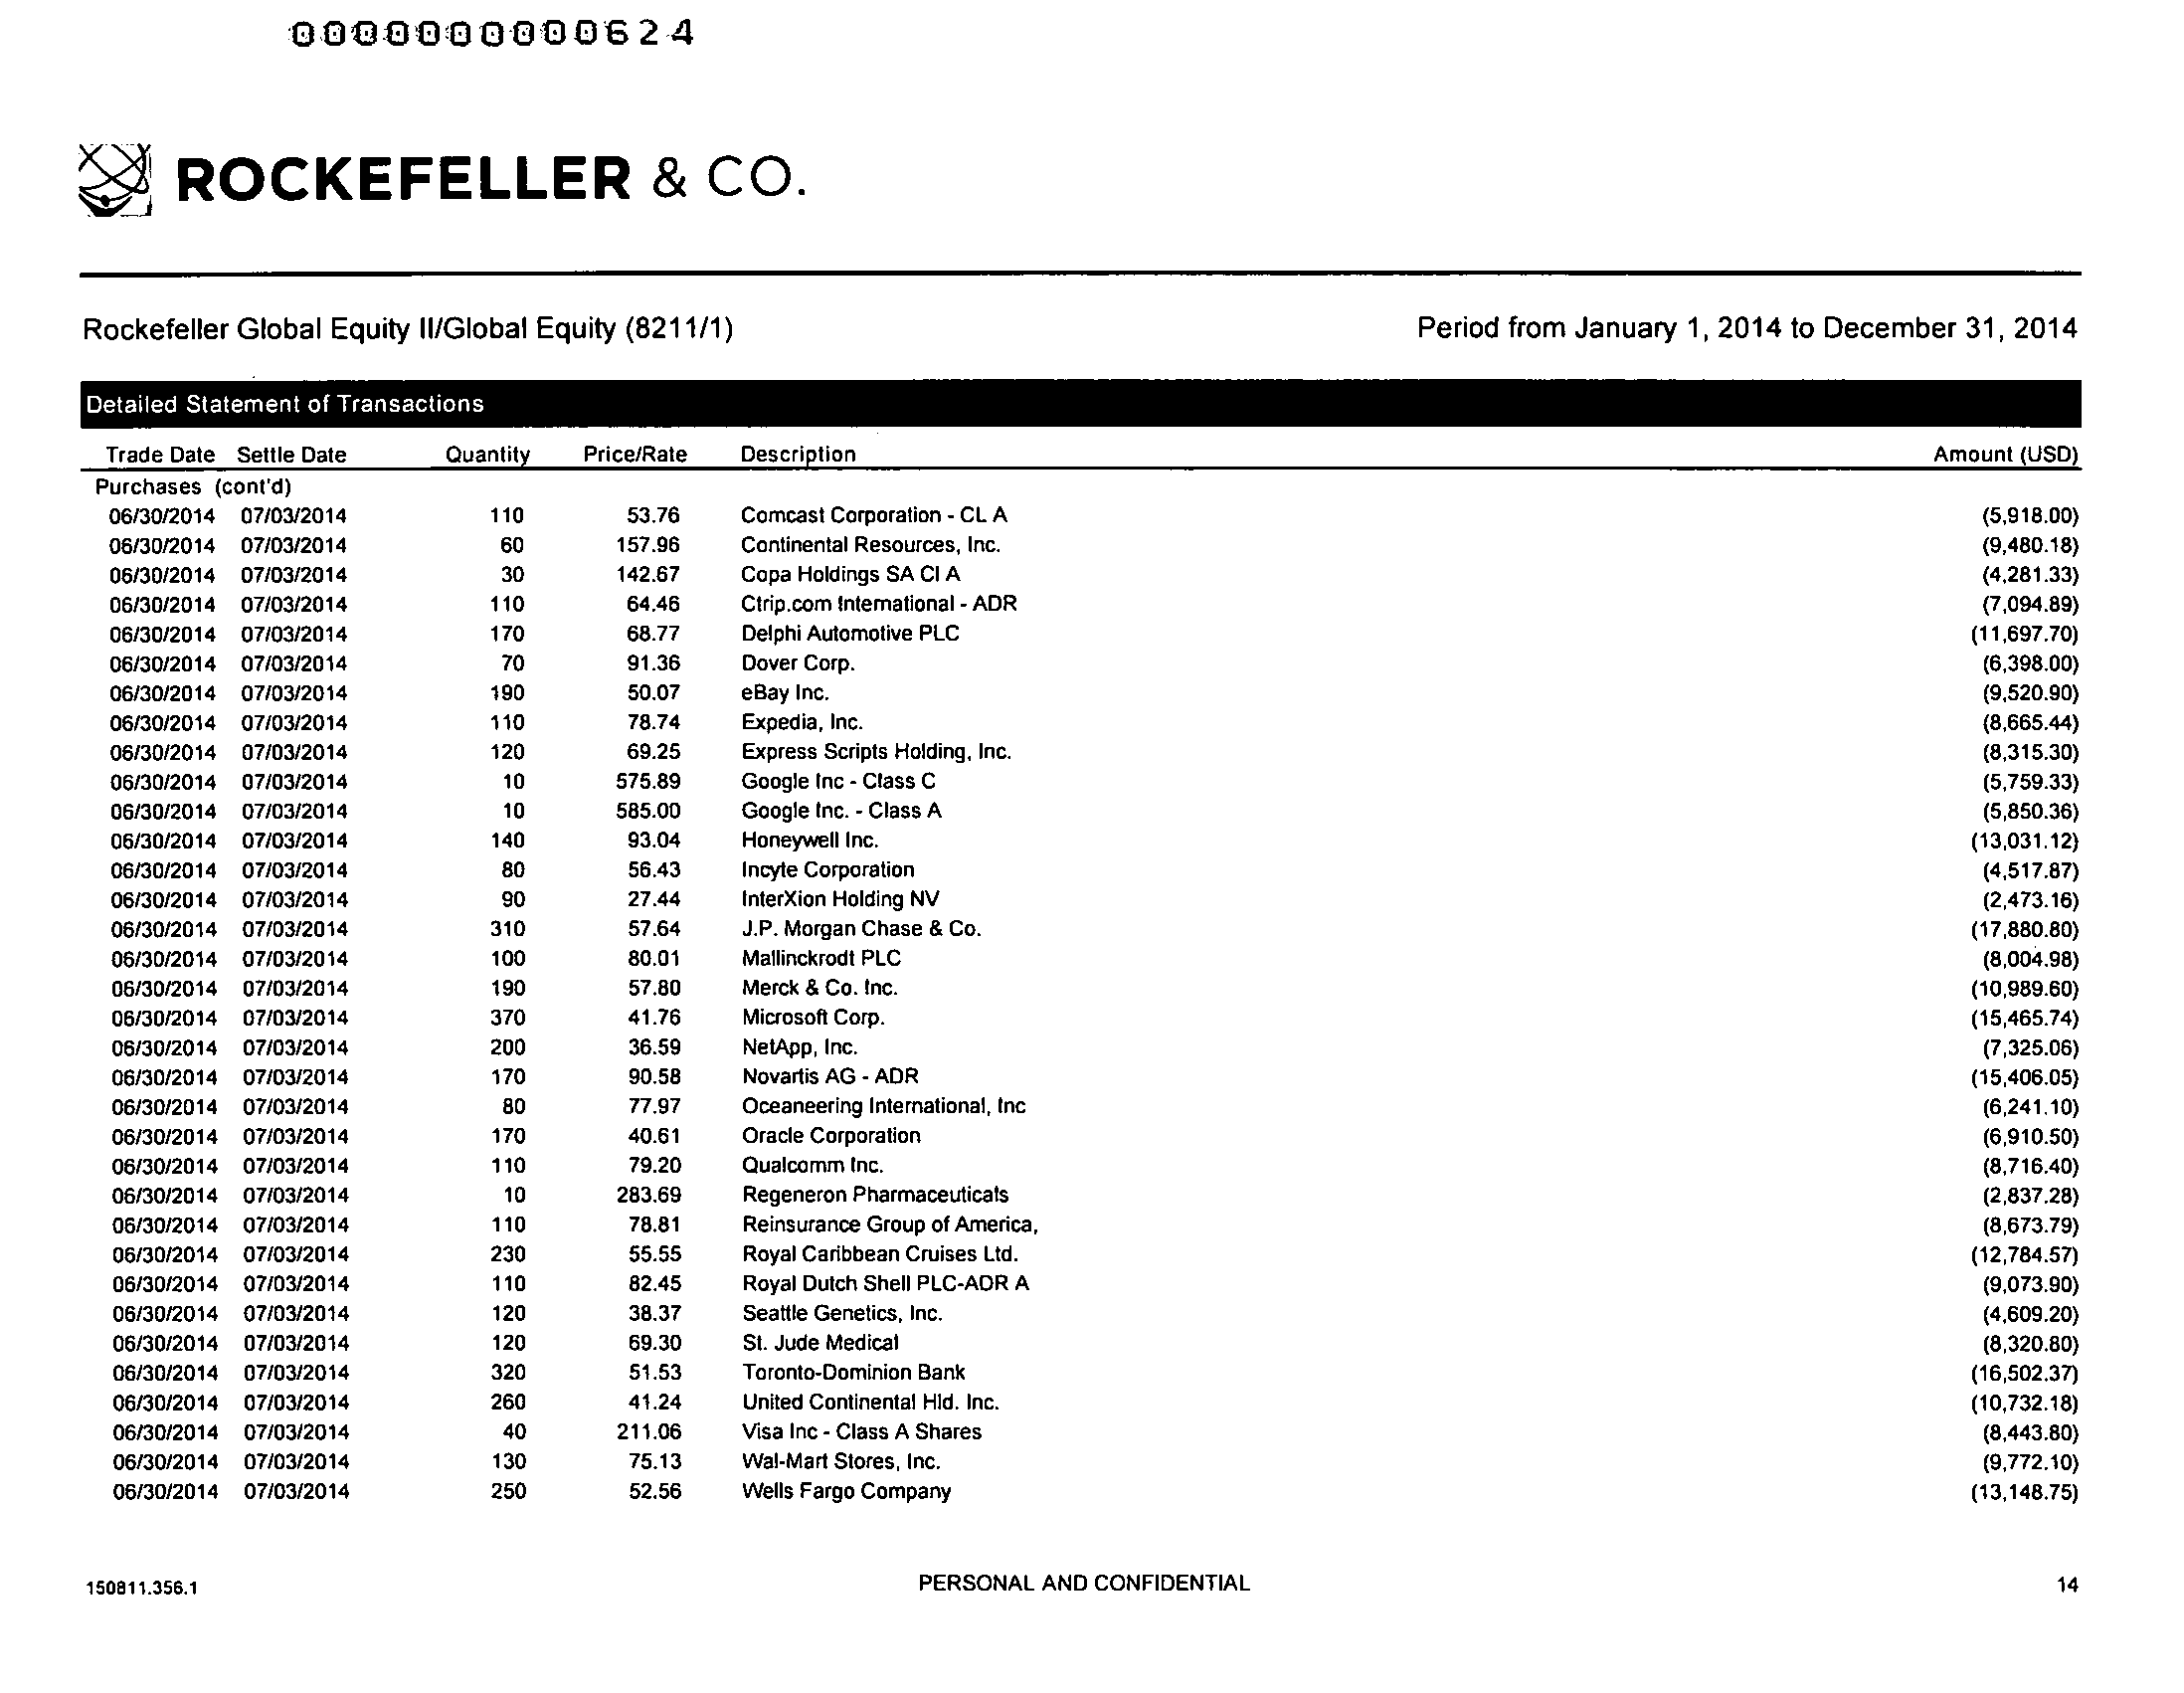 0000000000624
ROCKEFELLER & CO.
Rockefeller Global Equity II/Global Equity (8211/1) Period from January 1, 2014 to December 31, 2014
Detailed Statement of Transactions
Trade Date Settle Date Quantity Price/Rate Description Amount (USD)
Purchases (cont'd)
06/30/2014 07/03/2014 110 53.76 Comcast Corporation - CL A (5,918.00)
06/30/2014 07/03/2014 60 157.96 Continental Resources, Inc. (9,480.18)
06/30/2014 07/03/2014 30 142.67 Copa Holdings SA Cl A (4,281.33)
06/30/2014 07/03/2014 110 64.46 Ctrip.com International - ADR (7,094.89)
06/30/2014 07/03/2014 170 68.77 Delphi Automotive PLC (11,697.70)
06/30/2014 07/03/2014 70 91.36 Dover Corp. (6,398.00)
06/30/2014 07/03/2014 190 50.07 eBay Inc. (9,520.90)
06/30/2014 07/03/2014 110 78.74 Expedia, Inc. (8,665.44)
06/30/2014 07/03/2014 120 69.25 Express Scripts Holding, Inc. (8,315.30)
06/30/2014 07/03/2014 10 575.89 Google Inc - Class C (5,759.33)
06/30/2014 07/03/2014 10 585.00 Google Inc. - Class A (5,850.36)
06/30/2014 07/03/2014 140 93.04 Honeywell Inc. (13,031.12)
06/30/2014 07/03/2014 80 56.43 Incyte Corporation (4,517.87)
06/30/2014 07/03/2014 90 27.44 InterXion Holding NV (2,473.16)
06/30/2014 07/03/2014 310 57.64 J.P. Morgan Chase & Co. (17,880.80)
06/30/2014 07/03/2014 100 80.01 Mallinckrodt PLC (8,004.98)
06/30/2014 07/03/2014 190 57.80 Merck & Co. Inc. (10,989.60)
06/30/2014 07/03/2014 370 41.76 Microsoft Corp. (15,465.74)
06/30/2014 07/03/2014 200 36.59 NetApp, Inc. (7,325.06)
06/30/2014 07/03/2014 170 90.58 Novartis AG - ADR (15,406.05)
06/30/2014 07/03/2014 80 77.97 Oceaneering International, Inc (6,241.10)
06/30/2014 07/03/2014 170 40.61 Oracle Corporation (6,910.50)
06/30/2014 07/03/2014 110 79.20 Qualcomm Inc. (8,716.40)
06/30/2014 07/03/2014 10 283.69 Regeneron Pharmaceuticals (2,837.28)
06/30/2014 07/03/2014 110 78.81 Reinsurance Group of America, (8,673.79)
06/30/2014 07/03/2014 230 55.55 Royal Caribbean Cruises Ltd. (12,784.57)
06/30/2014 07/03/2014 110 82.45 Royal Dutch Shell PLC-ADR A (9,073.90)
06/30/2014 07/03/2014 120 38.37 Seattle Genetics, Inc. (4,609.20)
06/30/2014 07/03/2014 120 69.30 St. Jude Medical (8,320.80)
06/30/2014 07/03/2014 320 51.53 Toronto-Dominion Bank (16,502.37)
06/30/2014 07/03/2014 260 41.24 United Continental Hld. Inc. (10,732.18)
06/30/2014 07/03/2014 40 211.06 Visa Inc - Class A Shares (8,443.80)
06/30/2014 07/03/2014 130 75.13 Wal-Mart Stores, Inc. (9,772.10)
06/30/2014 07/03/2014 250 52.56 Wells Fargo Company (13,148.75)
150811.356.1 PERSONAL AND CONFIDENTIAL 14